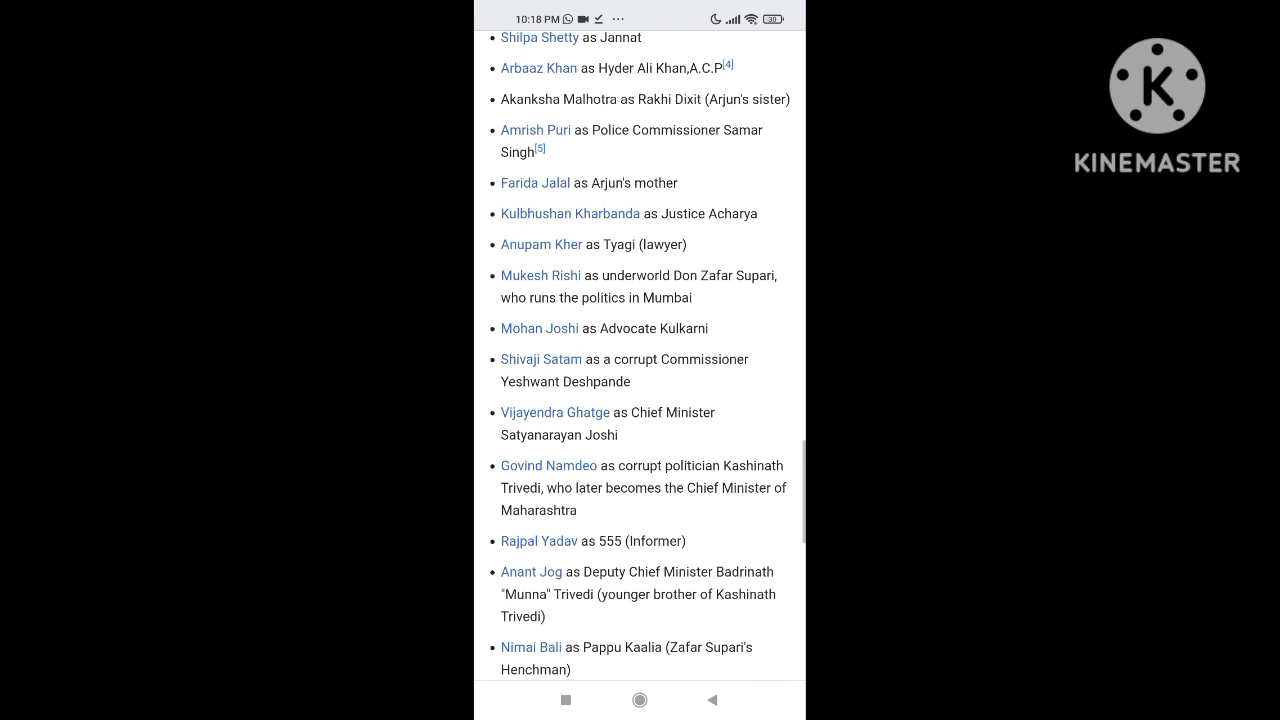 10:18 PM
30
Shilpa Shetty as Jannat
Arbaaz Khan as Hyder Ali Khan,A.C.P[4]
Akanksha Malhotra as Rakhi Dixit (Arjun's sister)
Amrish Puri as Police Commissioner Samar
Singh[5]
Farida Jalal as Arjun's mother
Kulbhushan Kharbanda as Justice Acharya
Anupam Kher as Tyagi (lawyer)
Mukesh Rishi as underworld Don Zafar Supari,
who runs the politics in Mumbai
Mohan Joshi as Advocate Kulkarni
Shivaji Satam as a corrupt Commissioner
Yeshwant Deshpande
Vijayendra Ghatge as Chief Minister
Satyanarayan Joshi
Govind Namdeo as corrupt politician Kashinath
Trivedi, who later becomes the Chief Minister of
Maharashtra
Rajpal Yadav as 555 (Informer)
Anant Jog as Deputy Chief Minister Badrinath
"Munna" Trivedi (younger brother of Kashinath
Trivedi)
Nimai Bali as Pappu Kaalia (Zafar Supari's
Henchman)
K
KINEMASTER